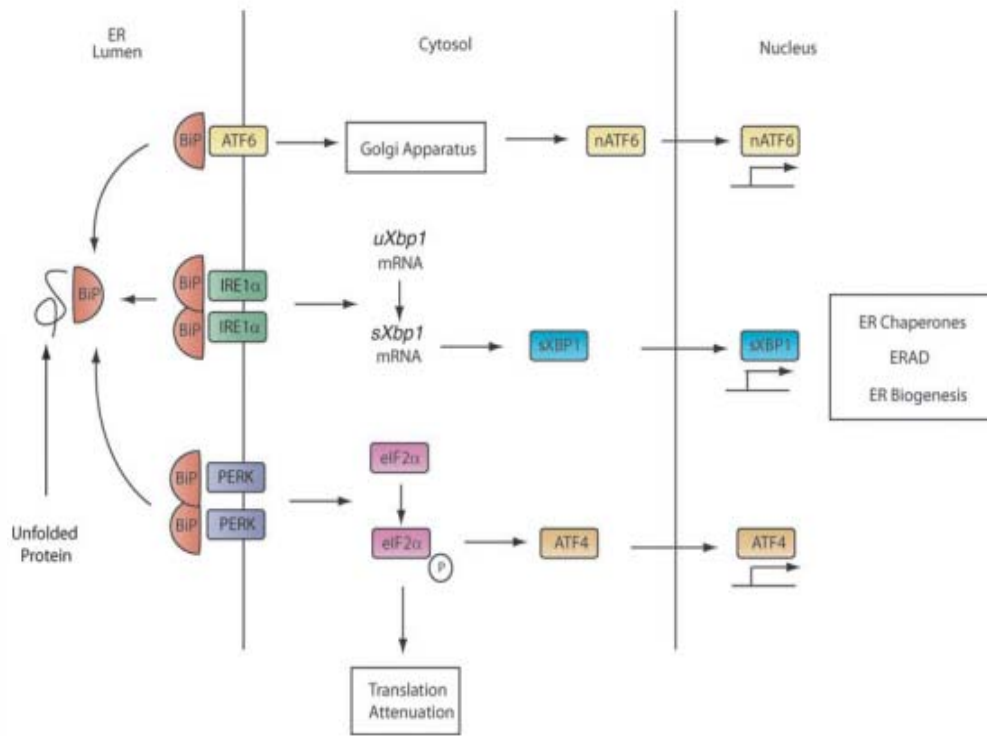 ER
Lumen
Cytosol
Nucleus
BiP
ATF6
Golgi Apparatus
nATF6
nATF6
uXbp1
mRNA
BiP
IRE1α
BiP
BiP
IRE1α
sXbp1
mRNA
sXBP1
sXBP1
ER Chaperones
ERAD
ER Biogenesis
eIF2α
BiP
PERK
BiP
PERK
Unfolded
Protein
eIF2α
P
ATF4
ATF4
Translation
Attenuation